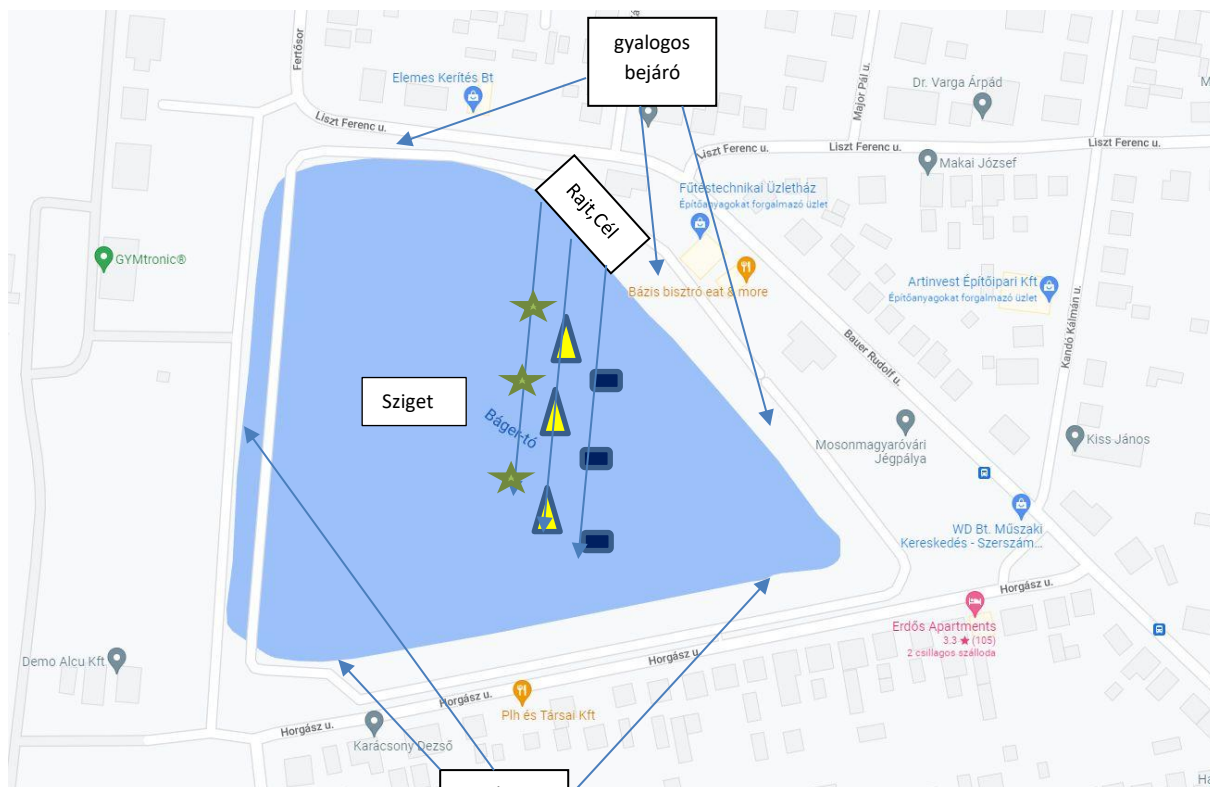 gyalogos
bejáró
Fertősor
Elemes Kerítés Bt
Major Pál u.
Dr. Varga Árpád
Liszt Ferenc u.
Liszt Ferenc u.
Liszt Ferenc u.
Liszt Ferenc u.
Makai József
Rajt,Cél
Fűtéstechnikai Üzletház
Építőanyagokat forgalmazó üzlet
GYMtronic®
Bázis bisztró eat & more
Artinvest Építőipari Kft
Építőanyagokat forgalmazó üzlet
Kandó Kálmán u.
Bauer Rudolf u.
Sziget
Báger-tó
Mosonmagyaróvári
Jégpálya
Kiss János
WD Bt. Műszaki
Kereskedés - Szerszám...
Horgász u.
Erdős Apartments
3.3 ★ (105)
2 csillagos szálloda
Demo Alcu Kft
Horgász u.
Horgász u.
Plh és Társai Kft
Horgász u.
Karácsony Dezső